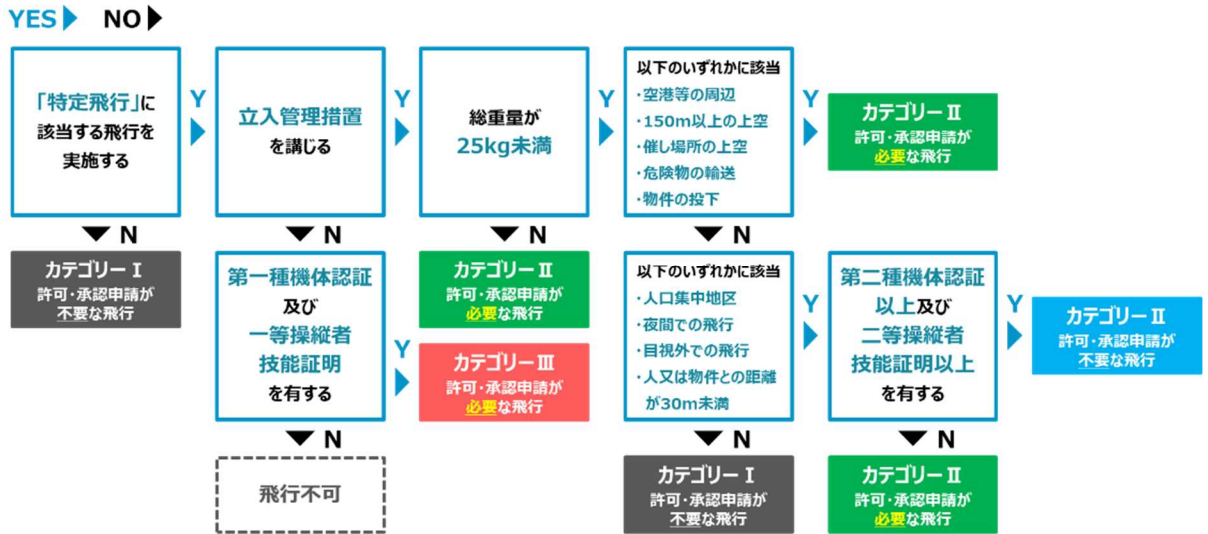 YES NO
「特定飛行」に
該当する飛行を
実施する
Y
立入管理措置
を講じる
Y
総重量が
25kg未満
Y
以下のいずれかに該当
・空港等の周辺
・150m以上の上空
・催し場所の上空
・危険物の輸送
・物件の投下
Y
カテゴリーⅡ
許可・承認申請が
必要な飛行
N
N
N
N
カテゴリーⅠ
許可・承認申請が
不要な飛行
第一種機体認証
及び
一等操縦者
技能証明
を有する
Y
カテゴリーⅡ
許可・承認申請が
必要な飛行
カテゴリーⅢ
許可・承認申請が
必要な飛行
以下のいずれかに該当
・人口集中地区
・夜間での飛行
・目視外での飛行
・人又は物件との距離
が30m未満
Y
第二種機体認証
以上及び
二等操縦者
技能証明以上
を有する
Y
カテゴリーⅡ
許可・承認申請が
不要な飛行
N
N
N
飛行不可
カテゴリーⅠ
許可・承認申請が
不要な飛行
カテゴリーⅡ
許可・承認申請が
必要な飛行